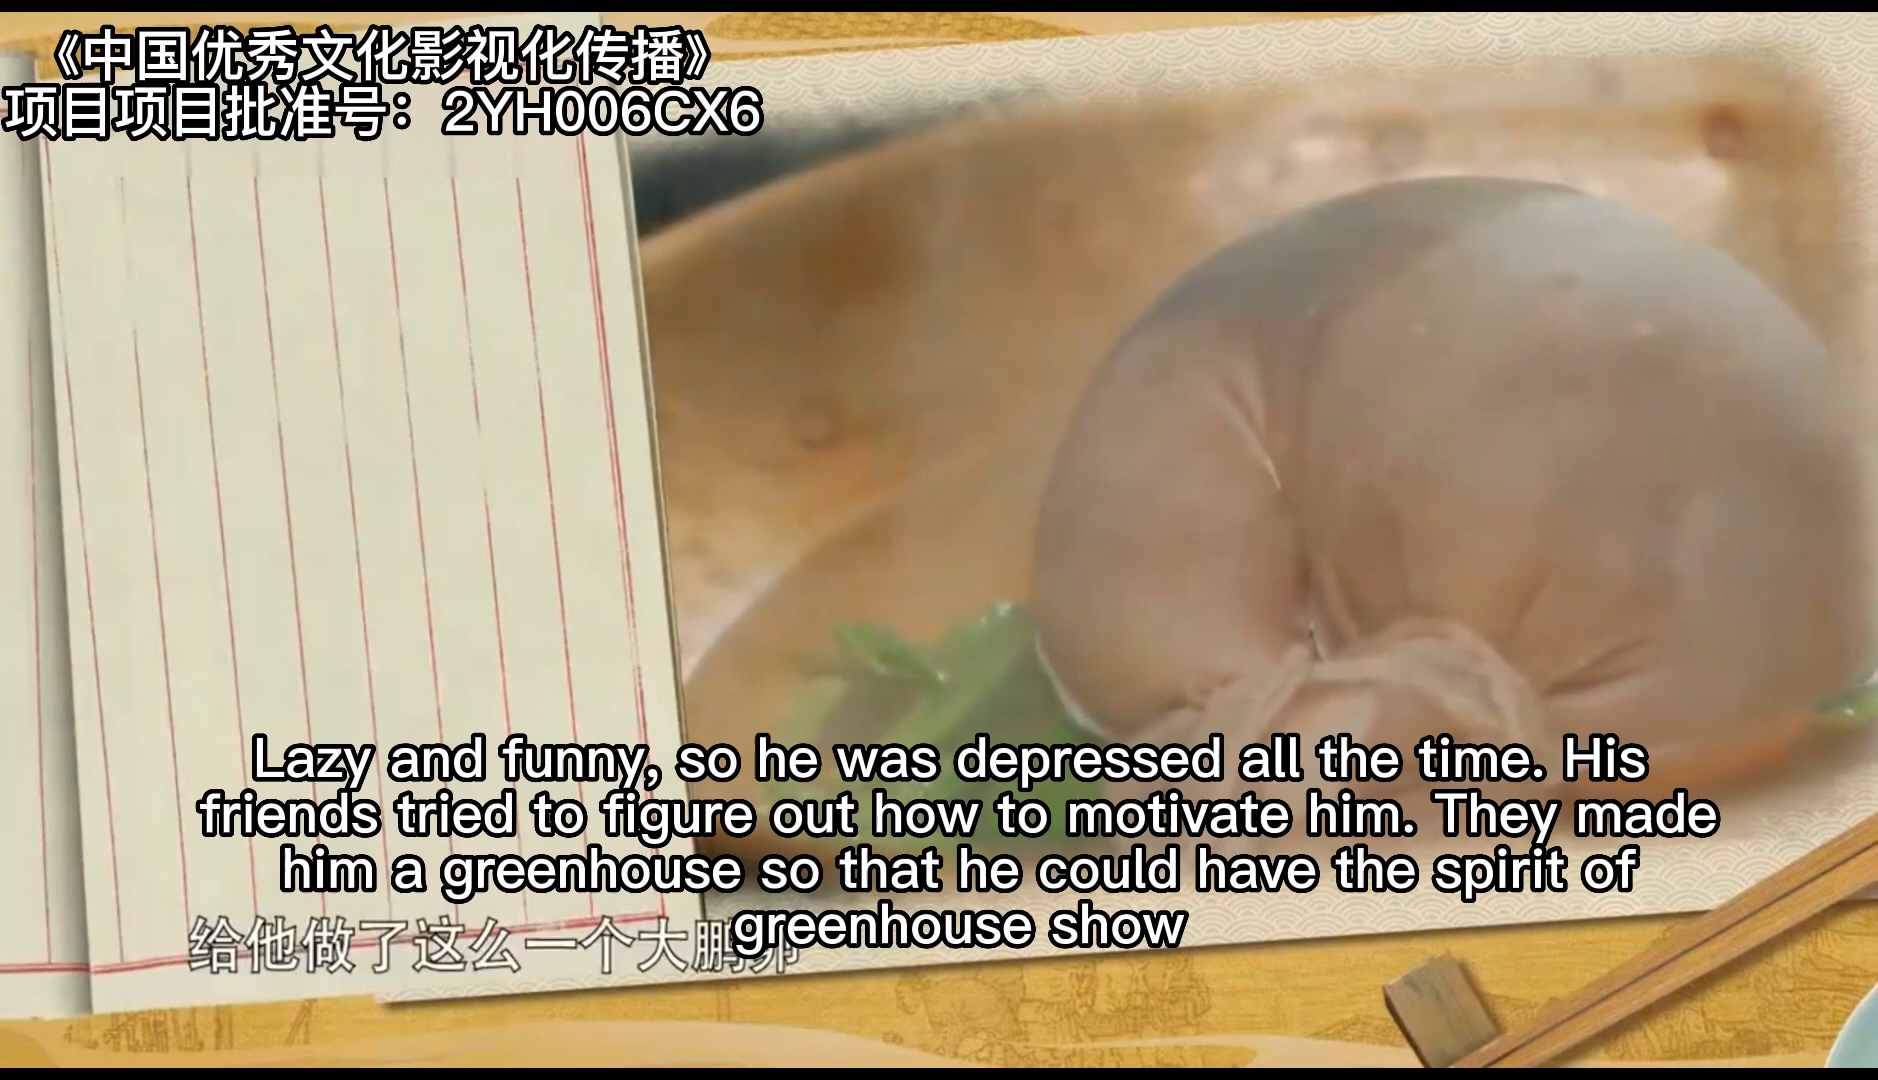 《中国优秀文化影视化传播》
项目项目批准号：2YH006CX6
Lazy and funny, so he was depressed all the time. His
friends tried to figure out how to motivate him. They made
him a greenhouse so that he could have the spirit of
greenhouse show
给他做了这么一个大鹏卵